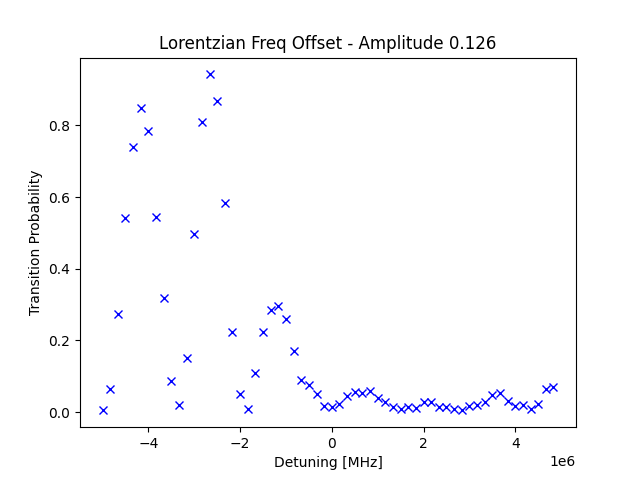 Lorentzian Freq Offset - Amplitude 0.126
Transition Probability
0.8
0.6
0.4
0.2
0.0
−4
−2
0
2
4
1e6
Detuning [MHz]